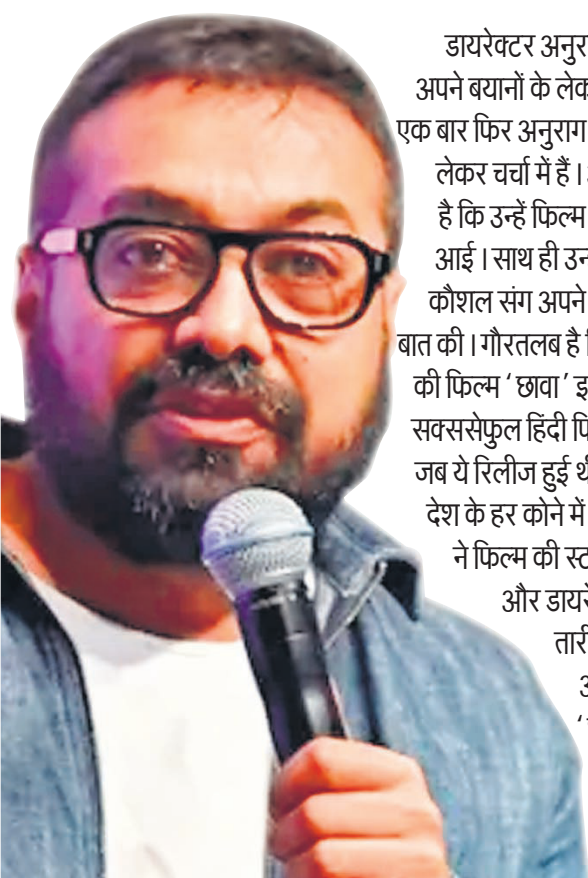 डायरेक्टर अनुरा
अपने बयानों के लेक
एक बार फिर अनुराग
लेकर चर्चा में हैं।
है कि उन्हें फिल्म
आई। साथ ही उन
कौशल संग अपने
बात की। गौरतलब है
की फिल्म ‘छावा’ इ
सक्सेसफुल हिंदी फि
जब ये रिलीज हुई थ
देश के हर कोने में
ने फिल्म की स्ट
और डायरे
तारी